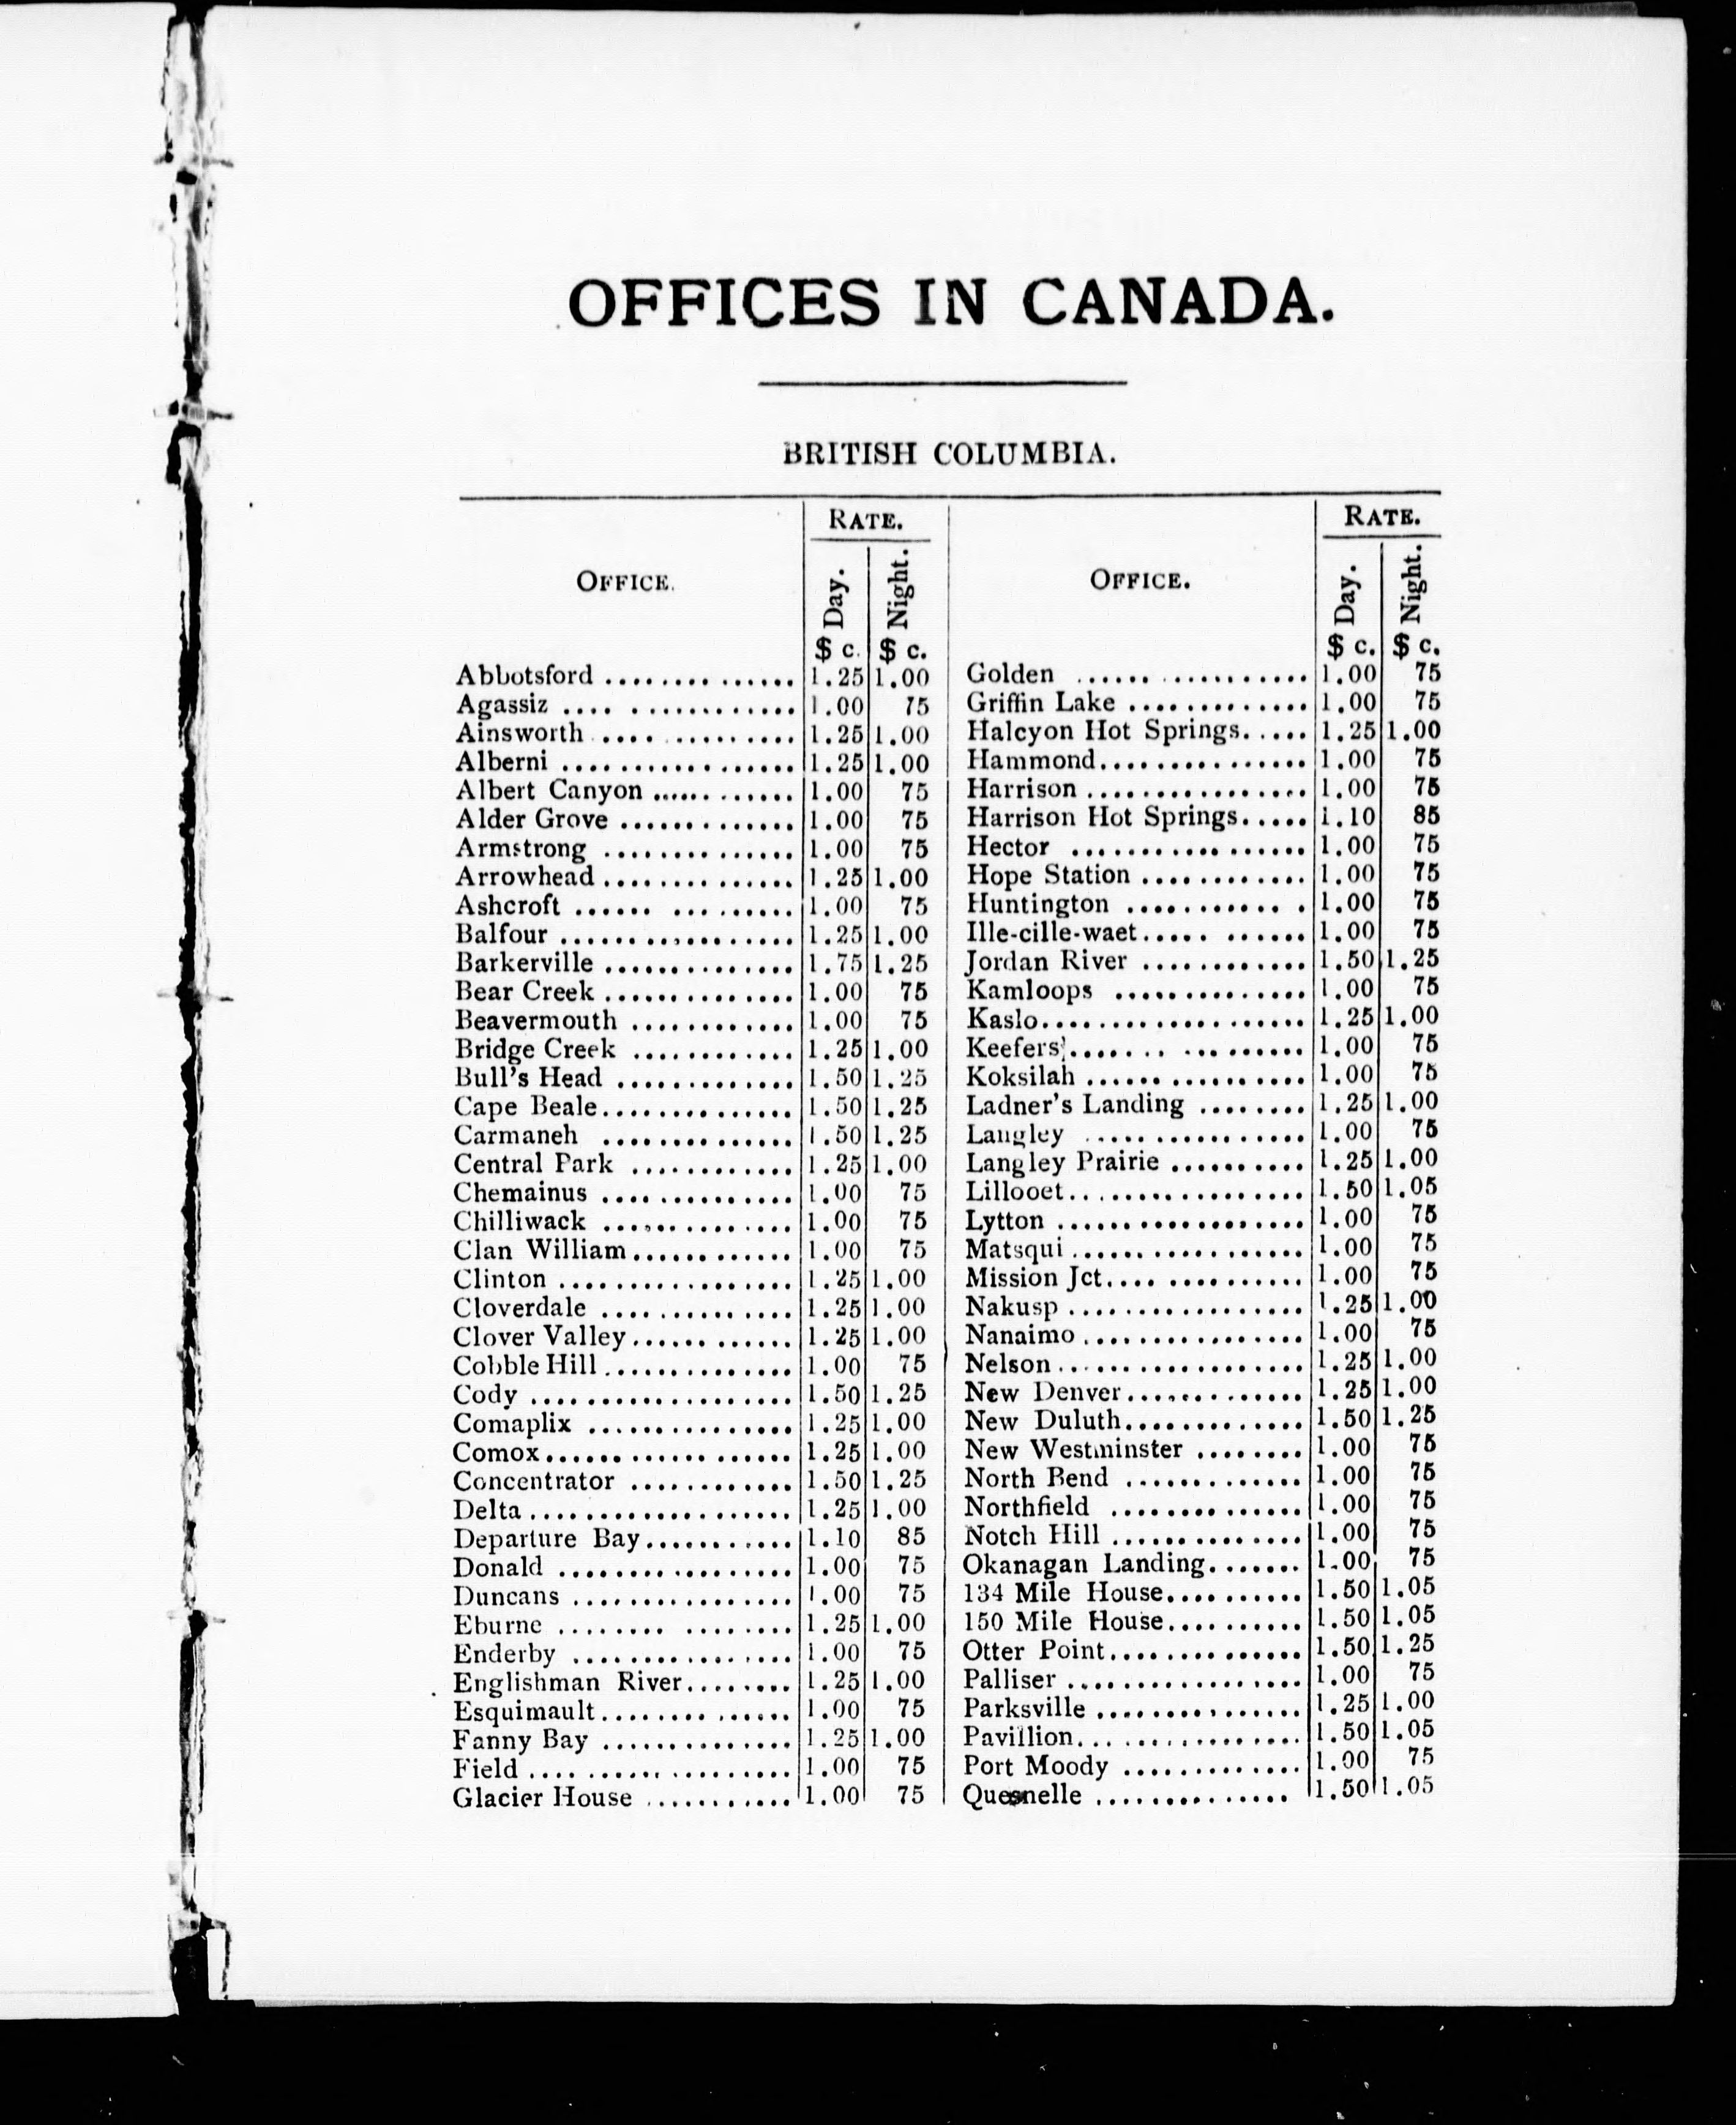 OFFICES IN CANADA.
BRITISH COLUMBIA.
OFFICE.
RATE.
Day.
Night.
$ c. $ c.
Abbotsford .............. 1.25 1.00
Agassiz .............. 1.00 75
Ainsworth .............. 1.25 1.00
Alberni .............. 1.25 1.00
Albert Canyon .............. 1.00 75
Alder Grove .............. 1.00 75
Armstrong .............. 1.00 75
Arrowhead .............. 1.25 1.00
Ashcroft .............. 1.00 75
Balfour .............. 1.25 1.00
Barkerville .............. 1.75 1.25
Bear Creek .............. 1.00 75
Beavermouth .............. 1.00 75
Bridge Creek .............. 1.25 1.00
Bull's Head .............. 1.50 1.25
Cape Beale .............. 1.50 1.25
Carmaneh .............. 1.50 1.25
Central Park .............. 1.25 1.00
Chemainus .............. 1.00 75
Chilliwack .............. 1.00 75
Clan William .............. 1.00 75
Clinton .............. 1.25 1.00
Cloverdale .............. 1.25 1.00
Clover Valley .............. 1.25 1.00
Cobble Hill .............. 1.00 75
Cody .............. 1.50 1.25
Comaplix .............. 1.25 1.00
Comox .............. 1.25 1.00
Concentrator .............. 1.50 1.25
Delta .............. 1.25 1.00
Departure Bay .............. 1.10 85
Donald .............. 1.00 75
Duncans .............. 1.00 75
Eburne .............. 1.25 1.00
Enderby .............. 1.00 75
Englishman River .............. 1.25 1.00
Esquimault .............. 1.00 75
Fanny Bay .............. 1.25 1.00
Field .............. 1.00 75
Glacier House .............. 1.00 75
OFFICE.
RATE.
Day.
Night.
$ c. $ c.
Golden .............. 1.00 75
Griffin Lake .............. 1.00 75
Halcyon Hot Springs ..... 1.25 1.00
Hammond .............. 1.00 75
Harrison .............. 1.00 75
Harrison Hot Springs ..... 1.10 85
Hector .............. 1.00 75
Hope Station .............. 1.00 75
Huntington .............. 1.00 75
Ille-cille-waet .............. 1.00 75
Jordan River .............. 1.50 1.25
Kamloops .............. 1.00 75
Kaslo .............. 1.25 1.00
Keefers' .............. 1.00 75
Koksilah .............. 1.00 75
Ladner's Landing ........ 1.25 1.00
Langley .............. 1.00 75
Langley Prairie .............. 1.25 1.00
Lillooet .............. 1.50 1.05
Lytton .............. 1.00 75
Matsqui .............. 1.00 75
Mission Jct. .............. 1.00 75
Nakusp .............. 1.25 1.00
Nanaimo .............. 1.00 75
Nelson .............. 1.25 1.00
New Denver .............. 1.25 1.00
New Duluth .............. 1.50 1.25
New Westminster ........ 1.00 75
North Bend .............. 1.00 75
Northfield .............. 1.00 75
Notch Hill .............. 1.00 75
Okanagan Landing ....... 1.00 75
134 Mile House .......... 1.50 1.05
150 Mile House .......... 1.50 1.05
Otter Point .............. 1.50 1.25
Palliser .............. 1.00 75
Parksville .............. 1.25 1.00
Pavillion .............. 1.50 1.05
Port Moody .............. 1.00 75
Quesnelle .............. 1.50 1.05